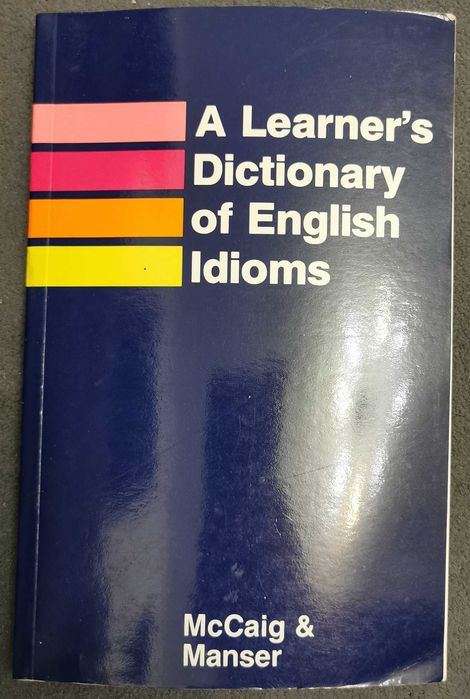 A Learner's
Dictionary
of English
Idioms
McCaig &
Manser